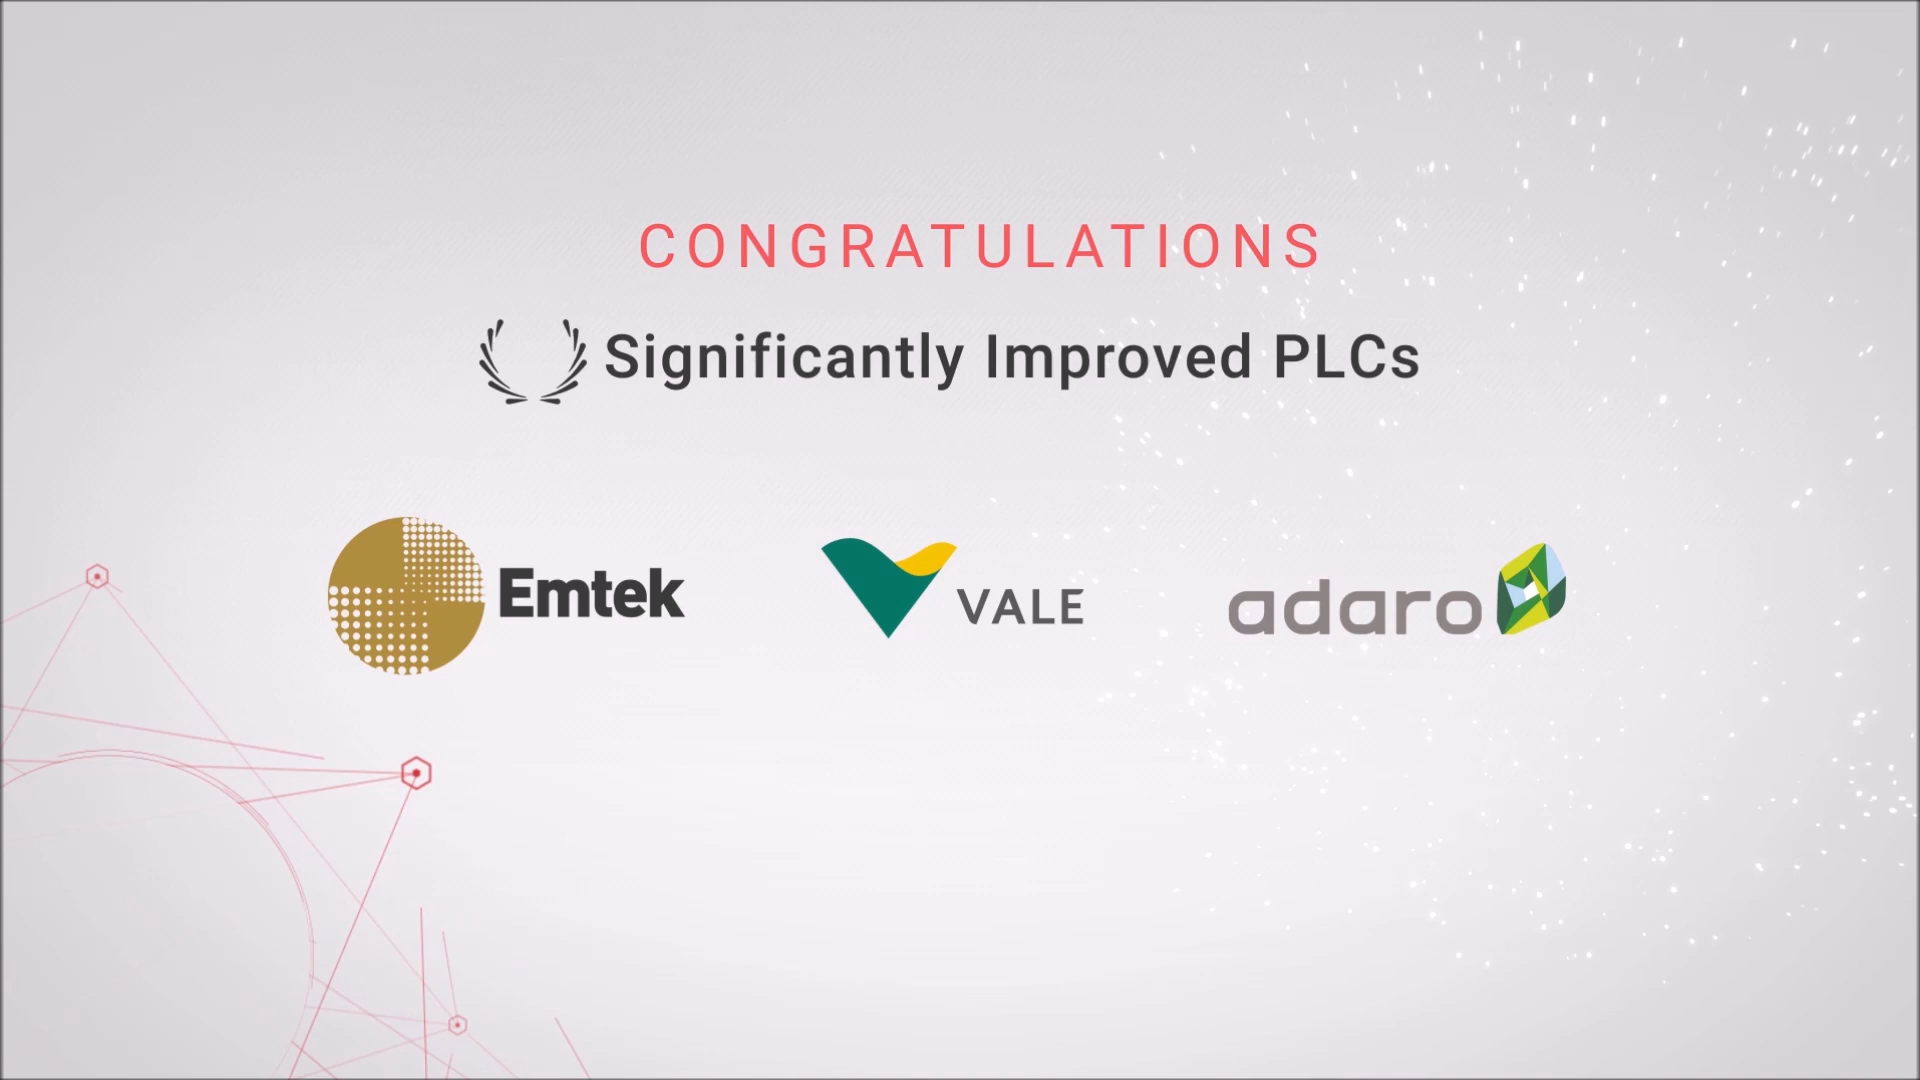 CONGRATULATIONS
Significantly Improved PLCs
Emtek
VALE
adaro